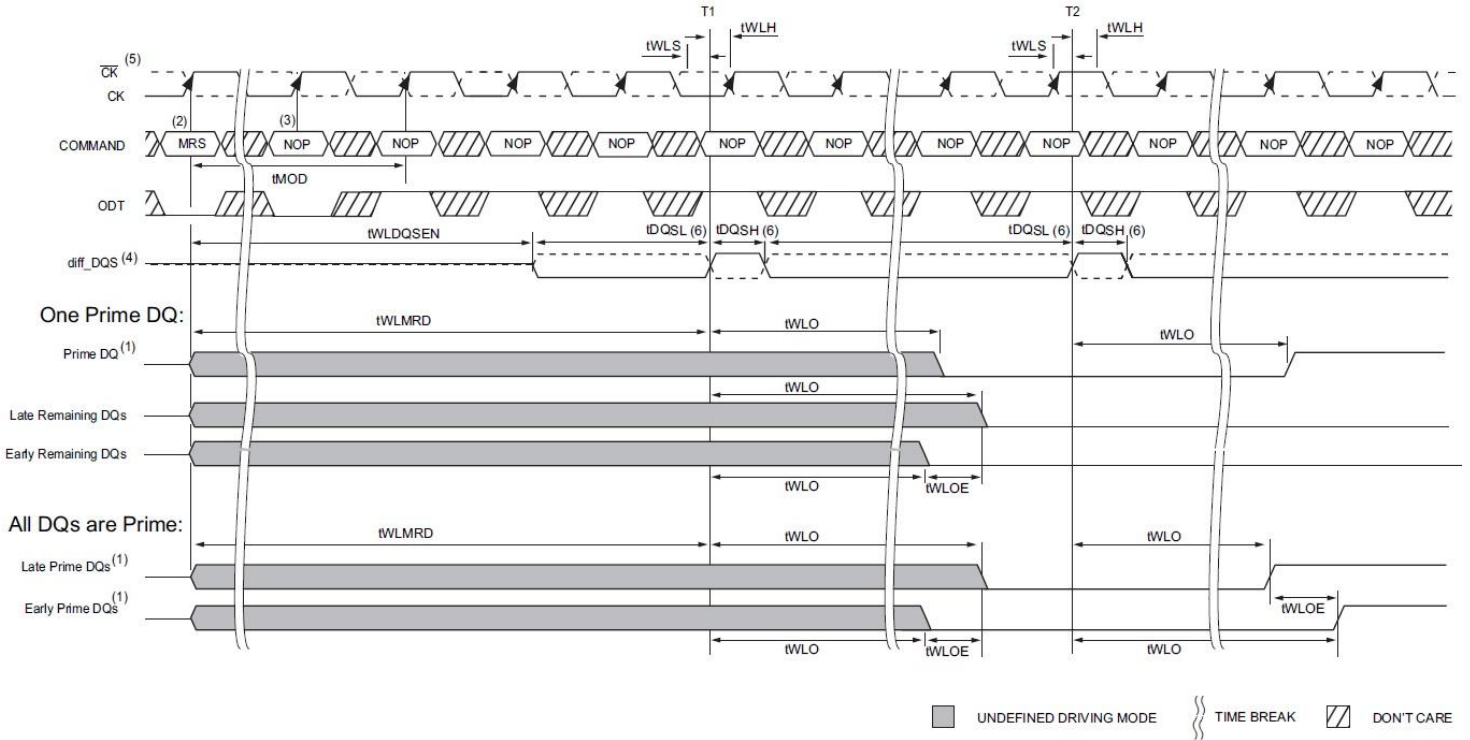 T1 T2
tWLS tWLH tWLS tWLH
CK (5)
CK
COMMAND (2) MRS (3) NOP NOP NOP NOP NOP NOP NOP NOP NOP NOP NOP
tMOD
ODT
tWLDQSEN tDQSL (6) tDQSH (6) tDQSL (6) tDQSH (6)
diff_DQS (4)
One Prime DQ:
tWLMRD tWLO tWLO
Prime DQ (1)
tWLO
Late Remaining DQs
Early Remaining DQs
tWLO tWLOE
All DQs are Prime:
tWLMRD tWLO tWLO
Late Prime DQs (1)
Early Prime DQs (1) tWLOE
tWLO tWLOE tWLO
UNDEFINED DRIVING MODE TIME BREAK DON'T CARE